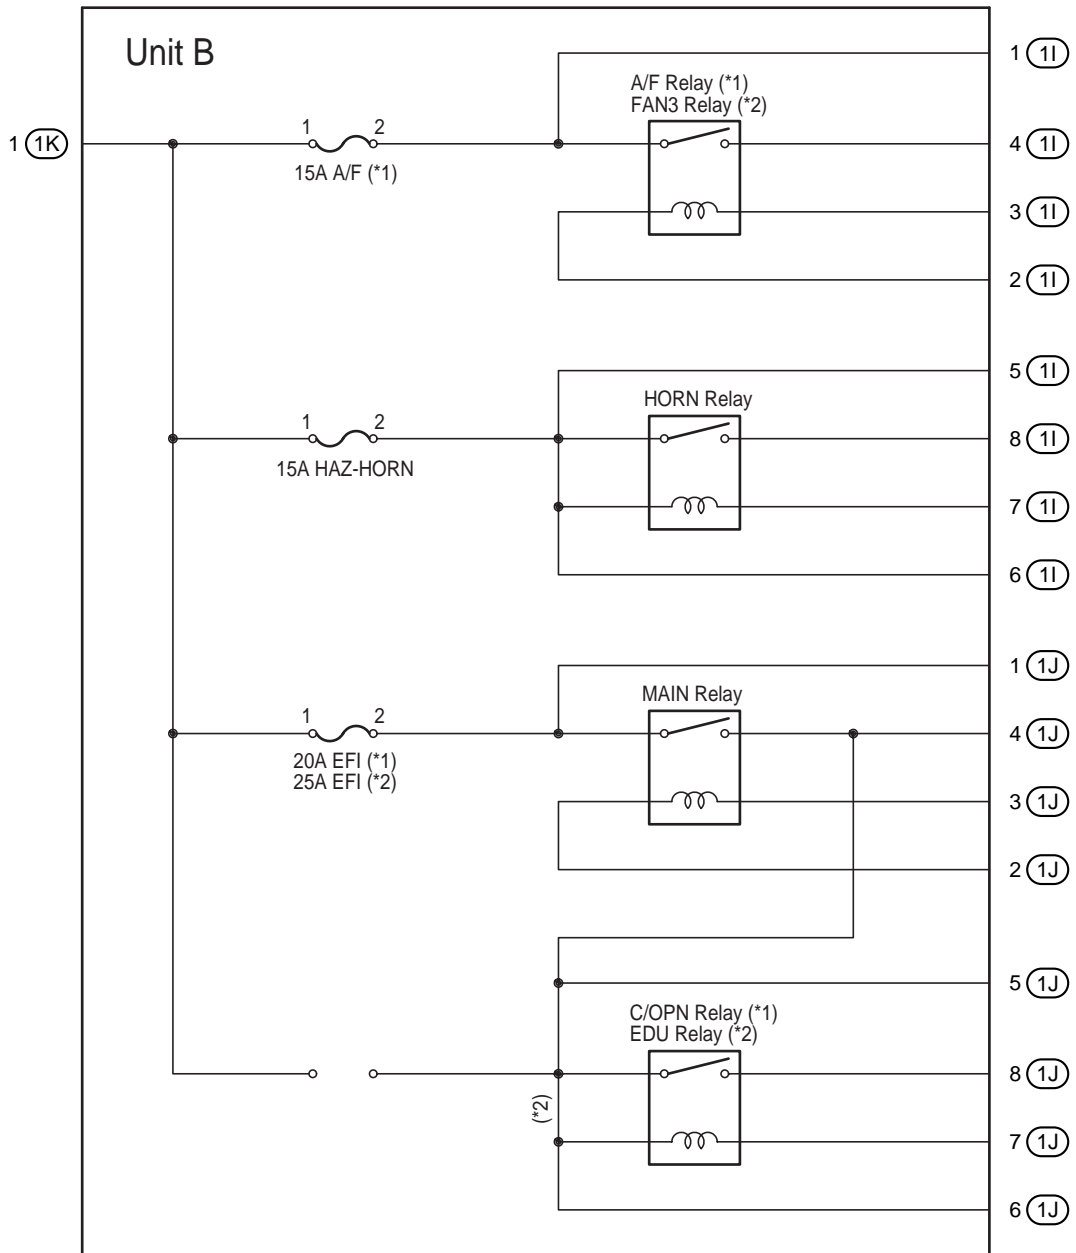 Unit B
1 1I
A/F Relay (*1)
FAN3 Relay (*2)
1 1K
1 2
4 1I
15A A/F (*1)
3 1I
2 1I
5 1I
HORN Relay
1 2
8 1I
15A HAZ-HORN
7 1I
6 1I
1 1J
MAIN Relay
1 2
4 1J
20A EFI (*1)
25A EFI (*2)
3 1J
2 1J
5 1J
C/OPN Relay (*1)
EDU Relay (*2)
8 1J
(*2)
7 1J
6 1J